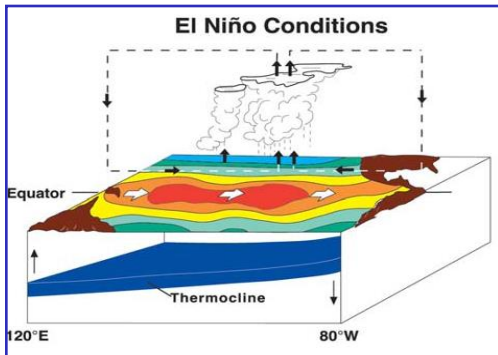 El Niño Conditions
Equator
Thermocline
120°E
80°W